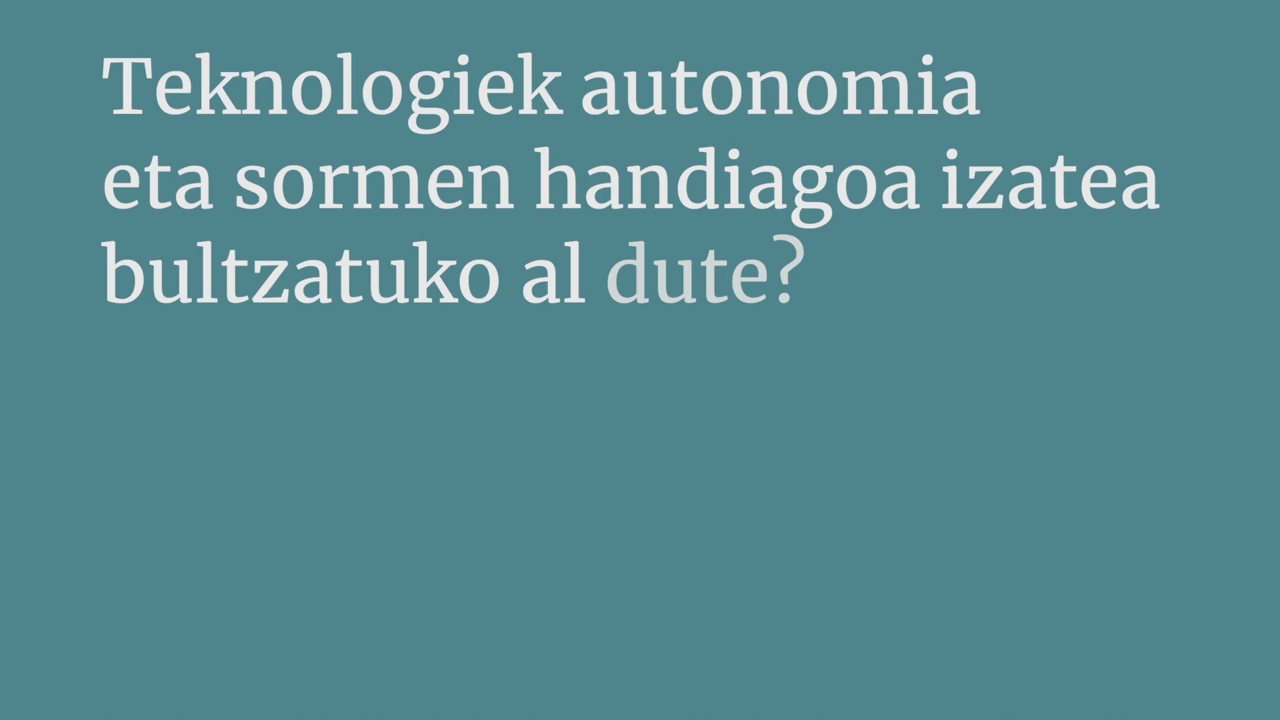 Teknologiek autonomia
eta sormen handiagoa izatea
bultzatuko al dute?